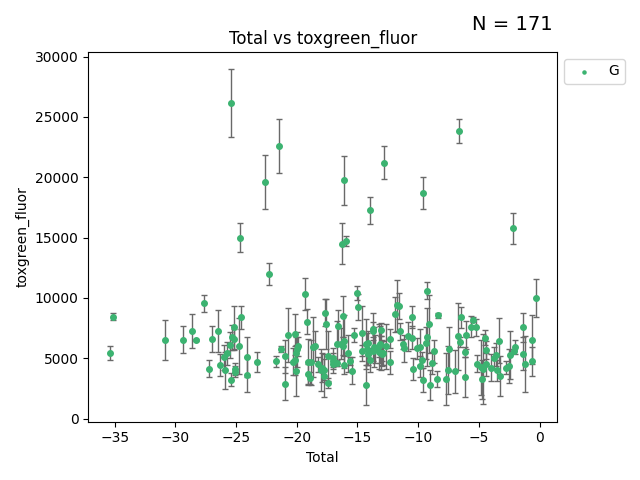 N = 171
Total vs toxgreen_fluor
G
30000
25000
20000
15000
10000
5000
0
toxgreen_fluor
−35 −30 −25 −20 −15 −10 −5 0
Total